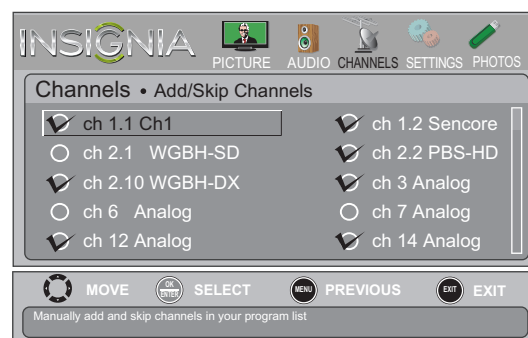 INSIGNIA
PICTURE AUDIO CHANNELS SETTINGS PHOTOS
Channels • Add/Skip Channels
ch 1.1 Ch1 ch 1.2 Sencore
ch 2.1 WGBH-SD ch 2.2 PBS-HD
ch 2.10 WGBH-DX ch 3 Analog
ch 6 Analog ch 7 Analog
ch 12 Analog ch 14 Analog
MOVE OK ENTER SELECT MENU PREVIOUS EXIT EXIT
Manually add and skip channels in your program list